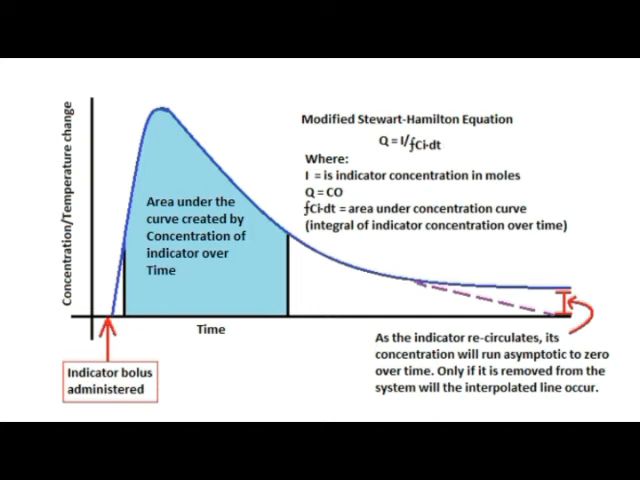 Concentration/Temperature change
Modified Stewart-Hamilton Equation
Q = I/∮Ci·dt
Where:
I = is indicator concentration in moles
Q = CO
∮Ci·dt = area under concentration curve
(integral of indicator concentration over time)
Area under the
curve created by
Concentration of
indicator over
Time
Time
Indicator bolus
administered
As the indicator re-circulates, its
concentration will run asymptotic to zero
over time. Only if it is removed from the
system will the interpolated line occur.